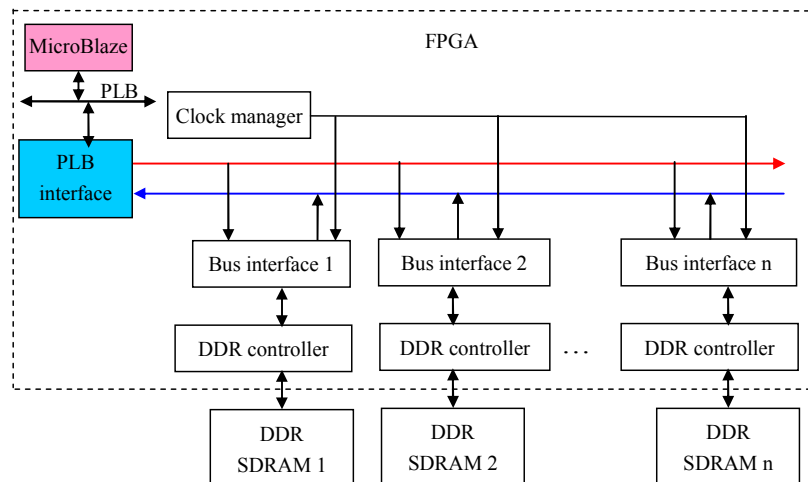 FPGA
MicroBlaze
PLB
Clock manager
PLB
interface
Bus interface 1
Bus interface 2
Bus interface n
DDR controller
DDR controller
...
DDR controller
DDR
SDRAM 1
DDR
SDRAM 2
DDR
SDRAM n